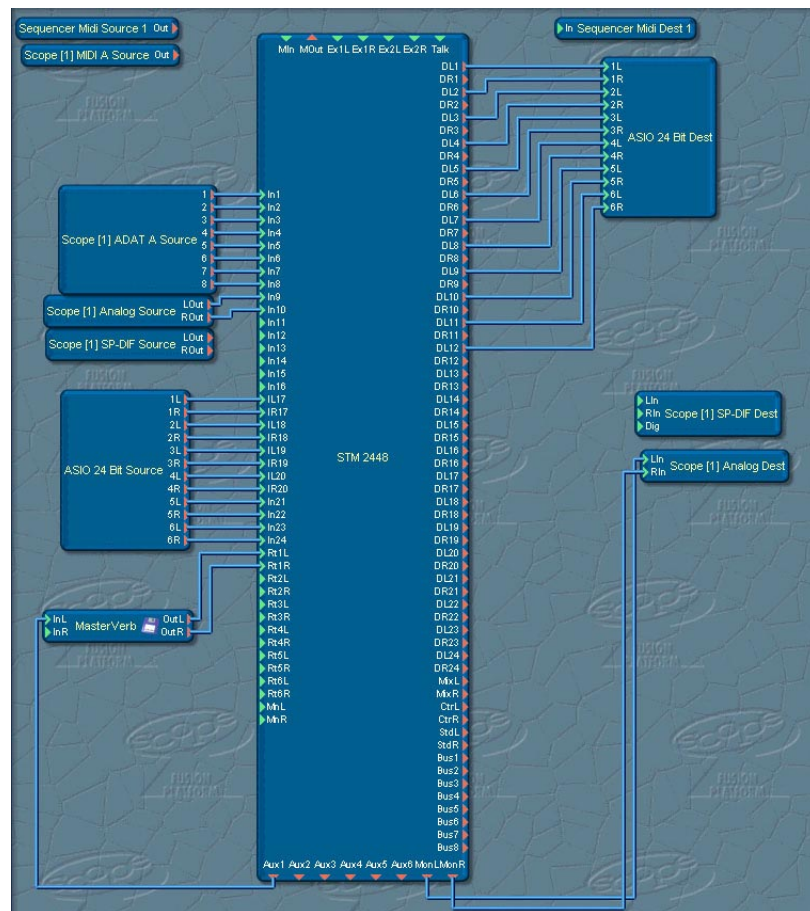 Sequencer Midi Source 1 Out
Scope [1] MIDI A Source Out
In Sequencer Midi Dest 1
MIn MOut Ex1L Ex1R Ex2L Ex2R Talk
DL1
DR1
DL2
DR2
DL3
DR3
DL4
DR4
DL5
DR5
DL6
DR6
DL7
DR7
DL8
DR8
DL9
DR9
DL10
DR10
DL11
DR11
DL12
DR12
DL13
DR13
DL14
DR14
DL15
DR15
DL16
DR16
DL17
DR17
DL18
DR18
DL19
DR19
DL20
DR20
DL21
DR21
DL22
DR22
DL23
DR23
DL24
DR24
MixL
MixR
CtrL
CtrR
StdL
StdR
Bus1
Bus2
Bus3
Bus4
Bus5
Bus6
Bus7
Bus8
1L
1R
2L
2R
3L
3R
4L
4R
5L
5R
6L
6R
ASIO 24 Bit Dest
Scope [1] ADAT A Source
1
2
3
4
5
6
7
8
Scope [1] Analog Source
LOut
ROut
Scope [1] SP-DIF Source
LOut
ROut
ASIO 24 Bit Source
1L
1R
2L
2R
3L
3R
4L
4R
5L
5R
6L
6R
In1
In2
In3
In4
In5
In6
In7
In8
In9
In10
In11
In12
In13
In14
In15
In16
IL17
IR17
IL18
IR18
IL19
IR19
IL20
IR20
In21
In22
In23
In24
Rt1L
Rt1R
Rt2L
Rt2R
Rt3L
Rt3R
Rt4L
Rt4R
Rt5L
Rt5R
Rt6L
Rt6R
MnL
MnR
STM 2448
InL
InR
MasterVerb
OutL
OutR
LIn
RIn Scope [1] SP-DIF Dest
Dig
LIn
RIn
Scope [1] Analog Dest
Aux1 Aux2 Aux3 Aux4 Aux5 Aux6 MonL MonR
scope
FUSION
PLATFORM